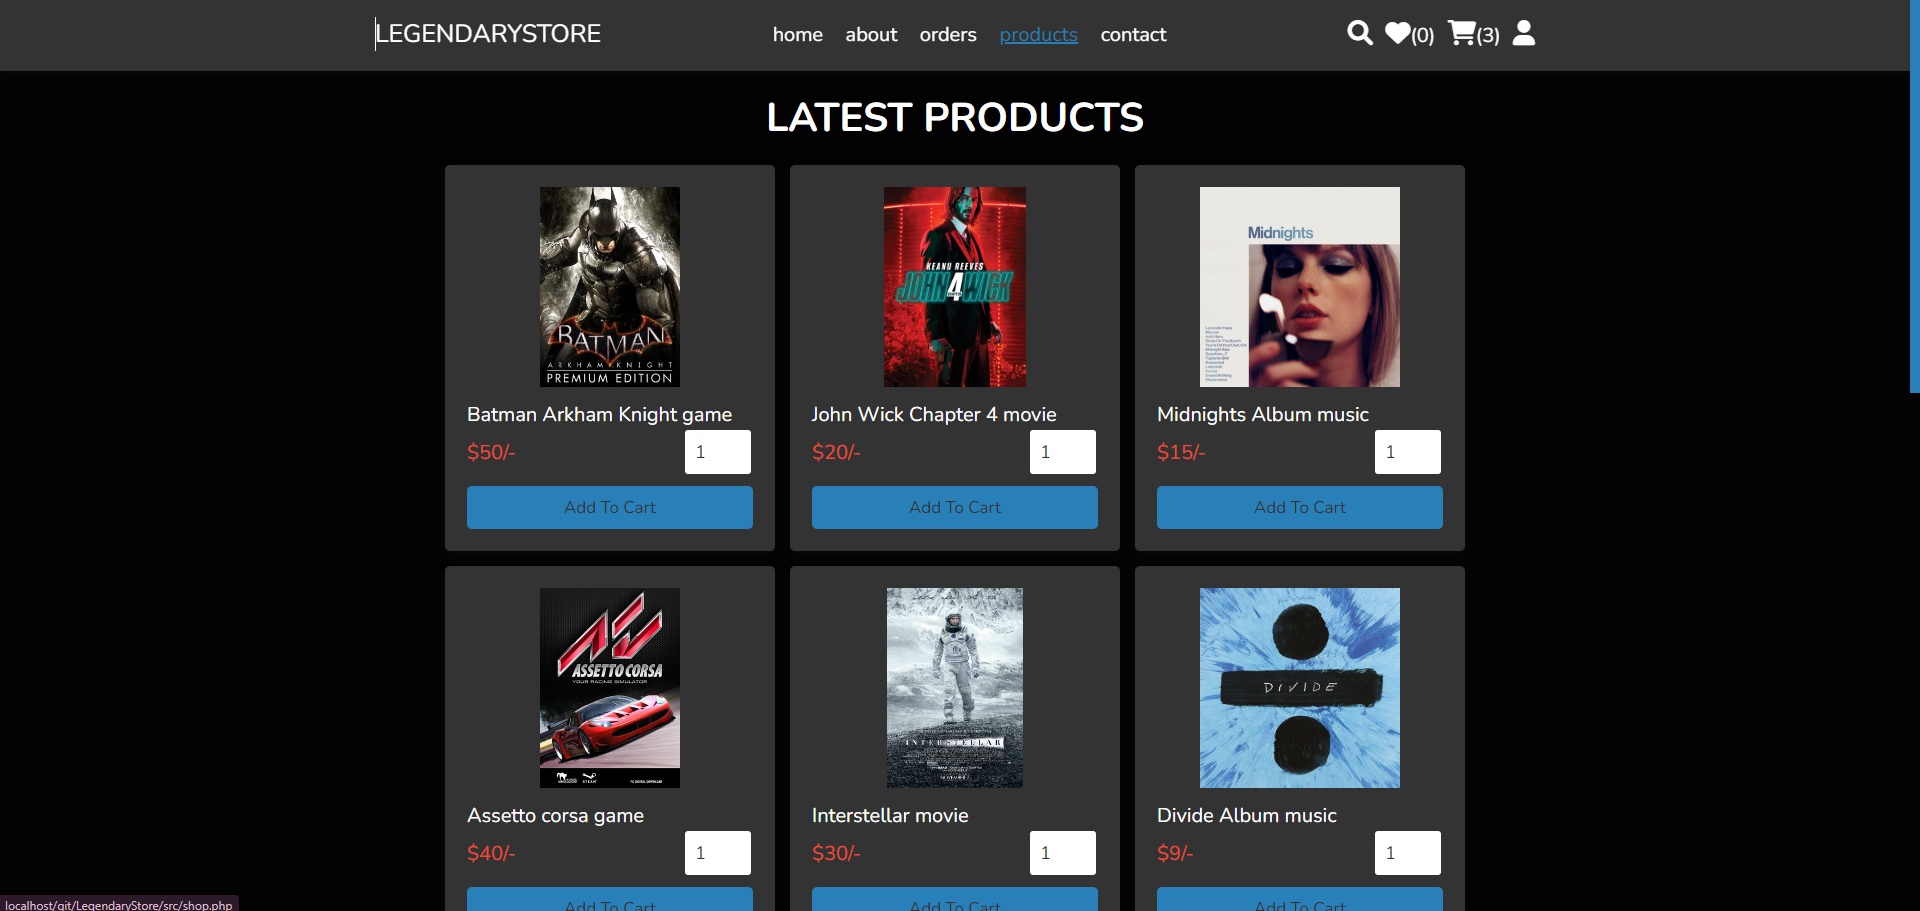 LEGENDARYSTORE
home about orders products contact
(0) (3)
LATEST PRODUCTS
BATMAN
ARKHAM KNIGHT
PREMIUM EDITION
KEANU REEVES
JOHN WICK
4
Midnights
Batman Arkham Knight game
John Wick Chapter 4 movie
Midnights Album music
$50/- 1
$20/- 1
$15/- 1
Add To Cart
Add To Cart
Add To Cart
ASSETTO CORSA
YOUR RACING SIMULATOR
INTERSTELLAR
DIVIDE
Assetto corsa game
Interstellar movie
Divide Album music
$40/- 1
$30/- 1
$9/- 1
Add To Cart
Add To Cart
Add To Cart
localhost/git/LegendaryStore/src/shop.php